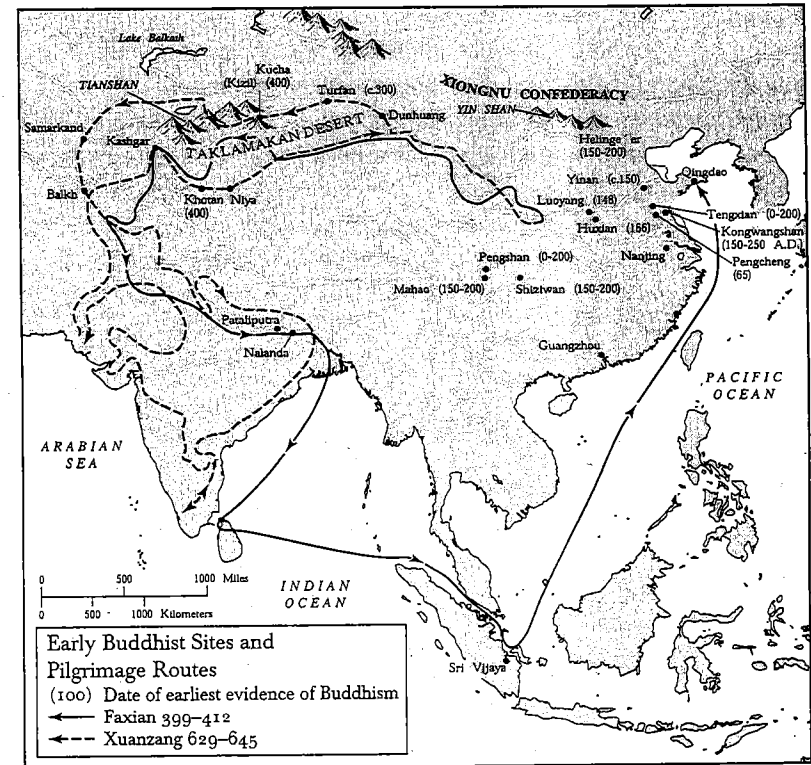 Lake Balkash
Kucha
(Kizil) (400)
TIANSHAN
Turfan (c.300)
XIONGNU CONFEDERACY
YIN SHAN
Dunhuang
Samarkand
Kashgar
TAKLAMAKAN DESERT
Helinge'er
(150-200)
Yinan (c.150)
Qingdao
Balkh
Khotan Niya
(400)
Luoyang (148)
Tengxian (0-200)
Huxian (166)
Kongwangshan
(150-250 A.D.)
Pengshan (0-200)
Nanjing
Pengcheng
(65)
Mahao (150-200)
Shiziwan (150-200)
Pataliputra
Nalanda
Guangzhou
PACIFIC
OCEAN
ARABIAN
SEA
0 500 1000 Miles
0 500 1000 Kilometers
INDIAN
OCEAN
Sri Vijaya
Early Buddhist Sites and
Pilgrimage Routes
(100) Date of earliest evidence of Buddhism
Faxian 399–412
Xuanzang 629–645